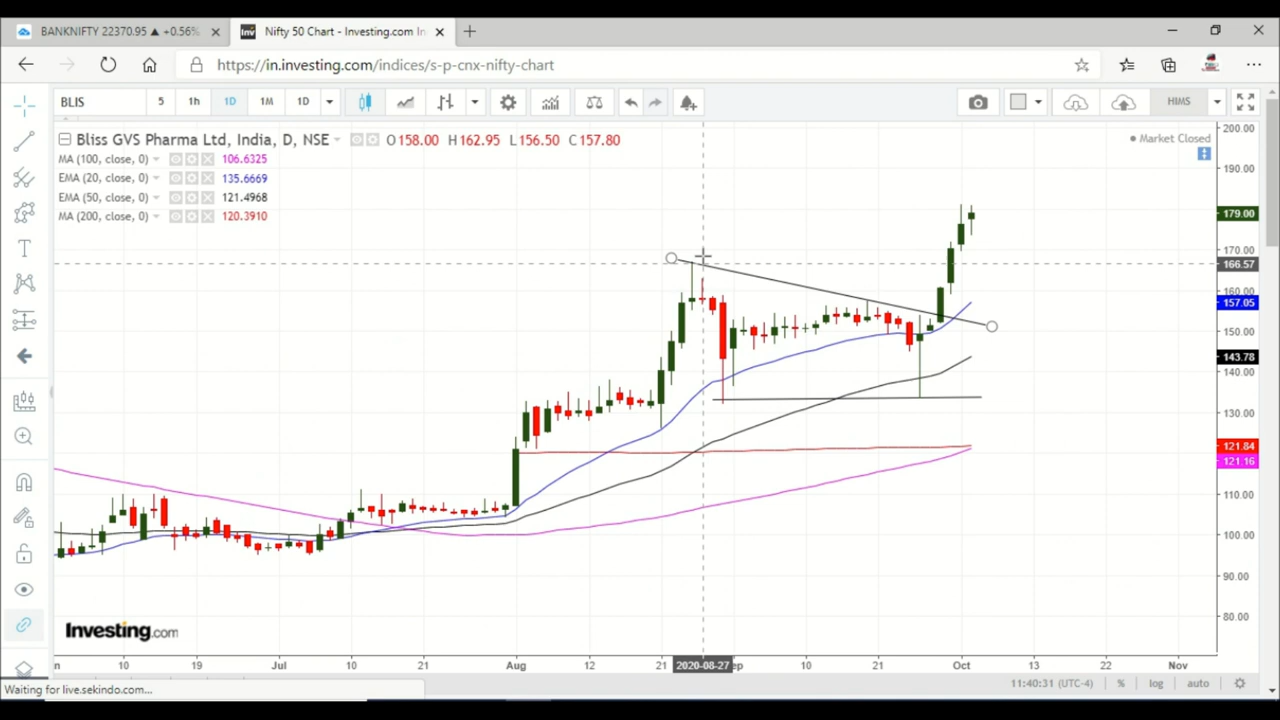 BANKNIFTY 22370.95 ▲ +0.56%
Nifty 50 Chart - Investing.com In
https://in.investing.com/indices/s-p-cnx-nifty-chart
BLIS 5 1h 1D 1M 1D HIMS
Bliss GVS Pharma Ltd, India, D, NSE O158.00 H162.95 L156.50 C157.80
Market Closed
MA (100, close, 0) 106.6325
EMA (20, close, 0) 135.6669
EMA (50, close, 0) 121.4968
MA (200, close, 0) 120.3910
200.00
190.00
179.00
170.00
166.57
160.00
157.05
150.00
143.78
140.00
130.00
121.84
121.16
110.00
100.00
90.00
80.00
Investing.com
10 19 Jul 10 21 Aug 12 21 2020-08-27 10 21 Oct 13 22 Nov
11:40:31 (UTC-4) % log auto
Waiting for live.sekindo.com...